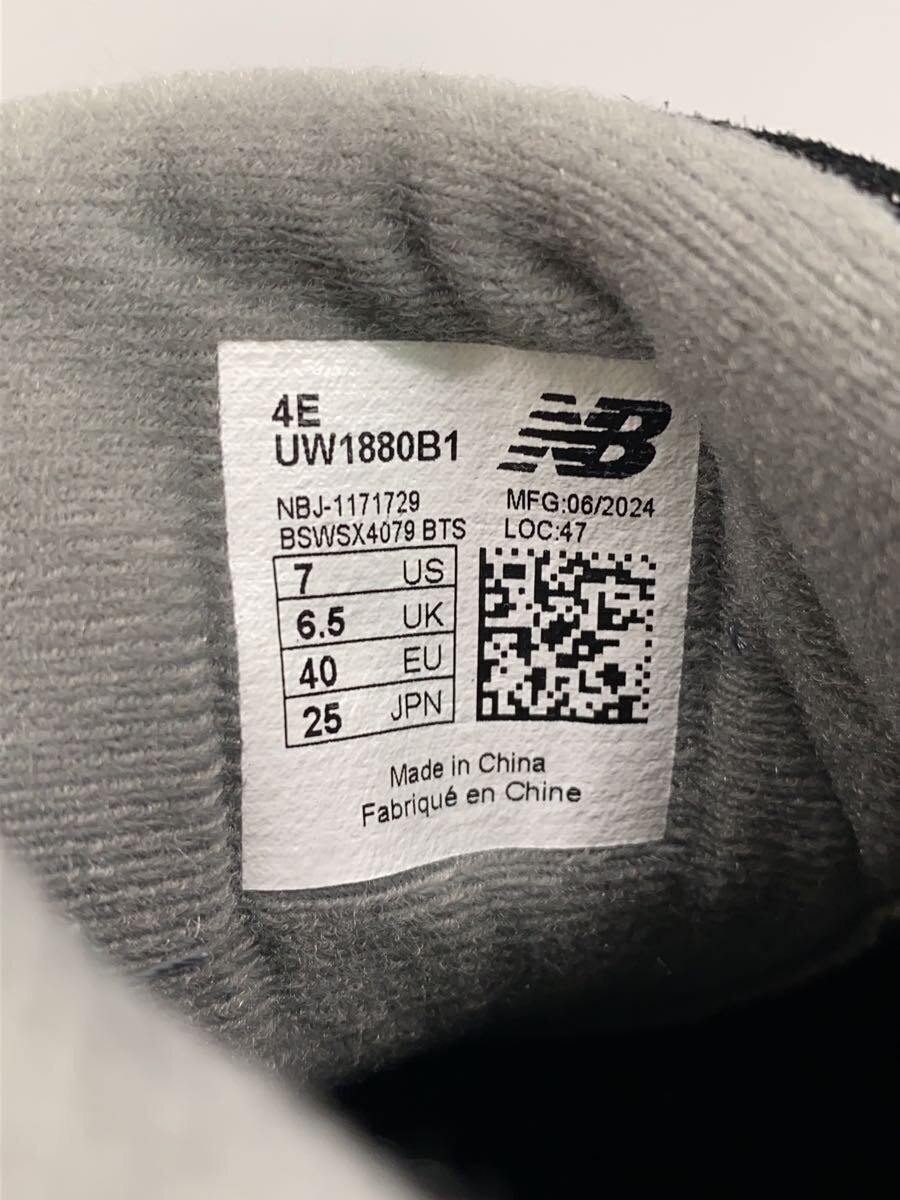 4E
UW1880B1
NB
NBJ-1171729
BSWSX4079 BTS
MFG:06/2024
LOC:47
7 US
6.5 UK
40 EU
25 JPN
Made in China
Fabriqué en Chine